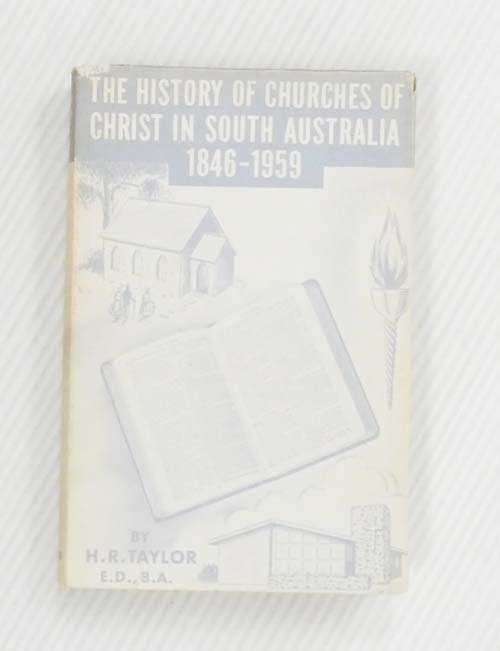 THE HISTORY OF CHURCHES OF
CHRIST IN SOUTH AUSTRALIA
1846-1959
BY
H.R.TAYLOR
E.D., B.A.